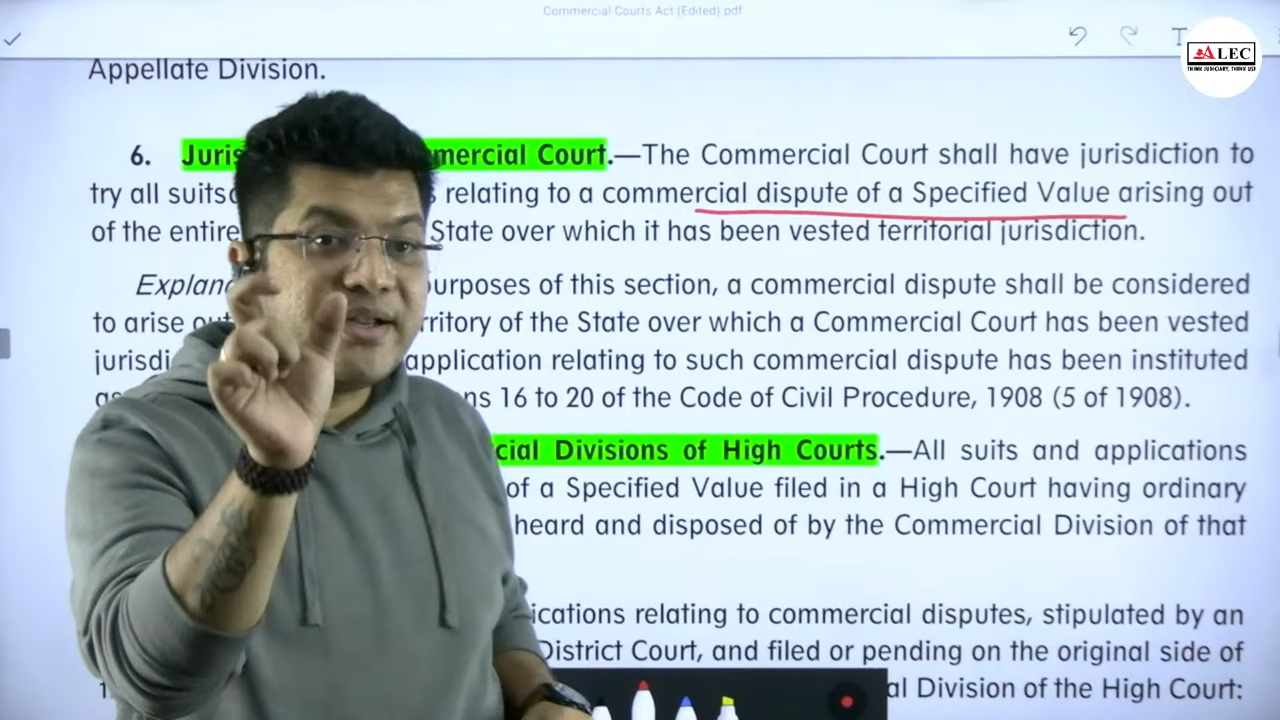 Commercial Courts Act (Edited).pdf
T
ALEC
THINK JUDICIARY, THINK US!
Appellate Division.
6. Juris mercial Court.—The Commercial Court shall have jurisdiction to
try all suits relating to a commercial dispute of a Specified Value arising out
of the entire State over which it has been vested territorial jurisdiction.
Explan urposes of this section, a commercial dispute shall be considered
to arise out rritory of the State over which a Commercial Court has been vested
jurisdi application relating to such commercial dispute has been instituted
as ns 16 to 20 of the Code of Civil Procedure, 1908 (5 of 1908).
cial Divisions of High Courts.—All suits and applications
of a Specified Value filed in a High Court having ordinary
heard and disposed of by the Commercial Division of that
ications relating to commercial disputes, stipulated by an
District Court, and filed or pending on the original side of
al Division of the High Court: